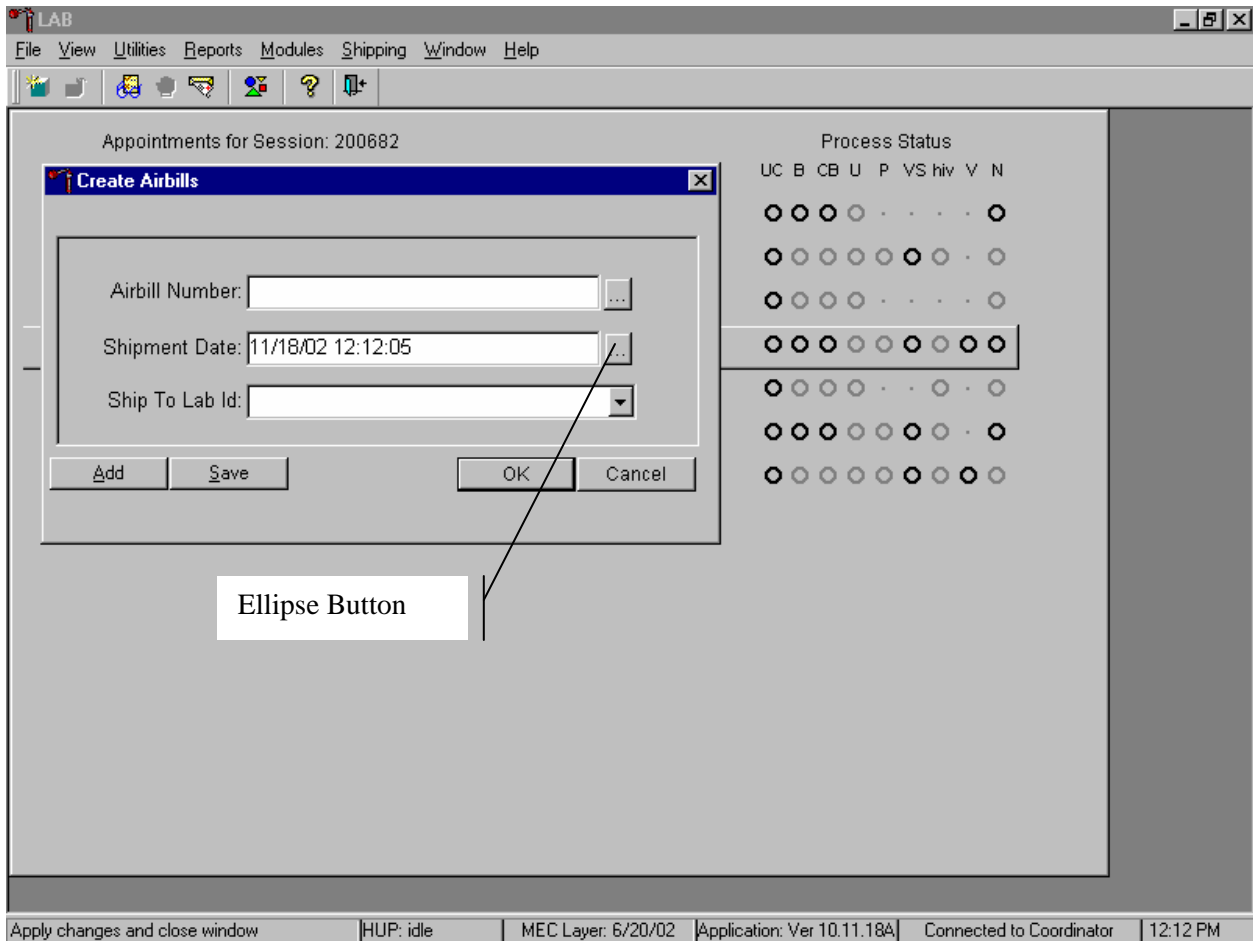 LAB
File View Utilities Reports Modules Shipping Window Help
Appointments for Session: 200682
Process Status
UC B CB U P VS hiv V N
Create Airbills
Airbill Number:
...
Shipment Date: 11/18/02 12:12:05
...
Ship To Lab Id:
Add Save OK Cancel
Ellipse Button
Apply changes and close window HUP: idle MEC Layer: 6/20/02 Application: Ver 10.11.18A Connected to Coordinator 12:12 PM